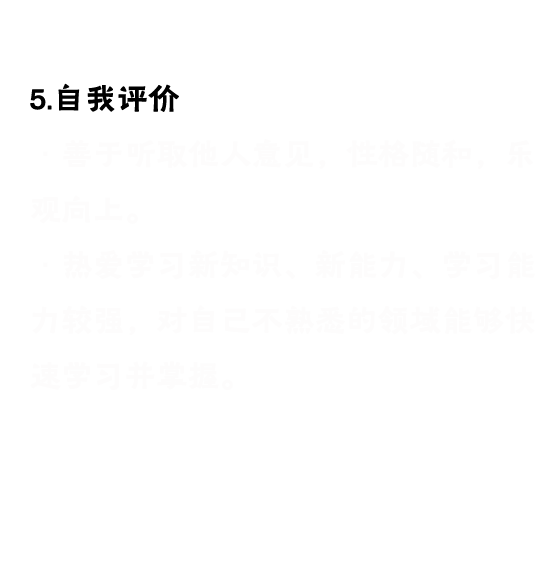 5.自我评价
· 善于听取他人意见，性格随和，乐
观向上。
· 热爱学习新知识、新能力、学习能
力较强，对自己不熟悉的领域能够快
速学习并掌握。